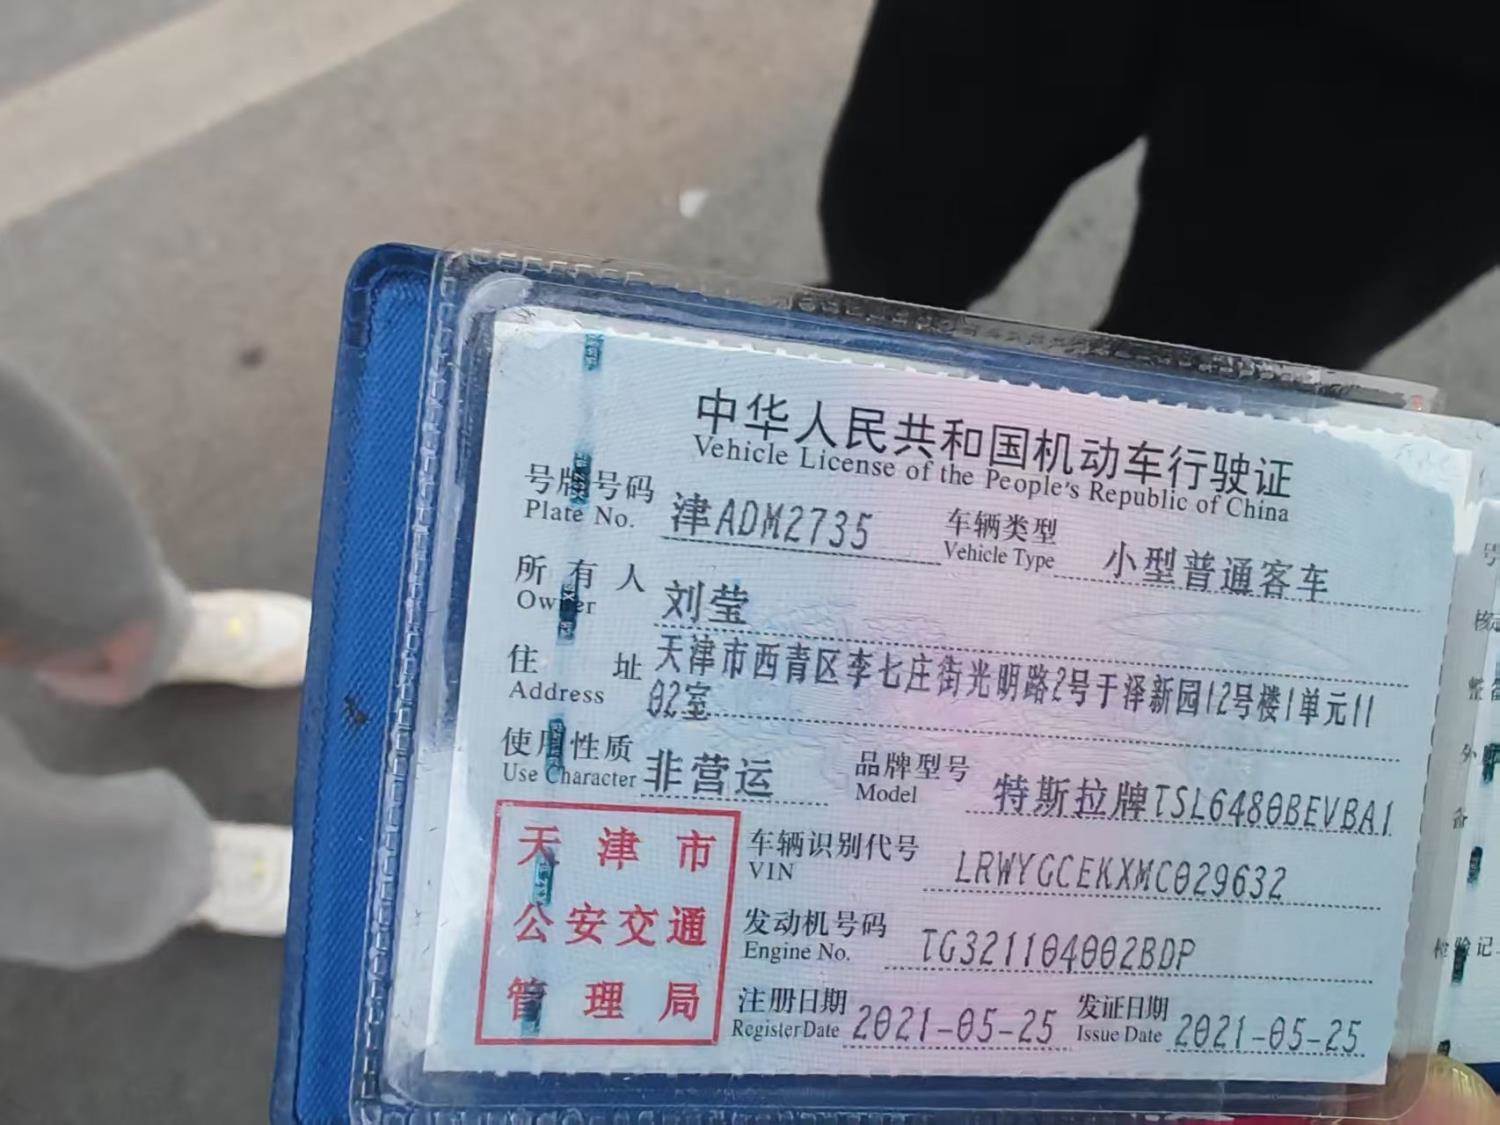 中华人民共和国机动车行驶证
Vehicle License of the People's Republic of China
号牌号码 津ADM2735 车辆类型 小型普通客车
Plate No. Vehicle Type
所有人 刘莹
Owner
住址 天津市西青区李七庄街光明路2号于泽新园12号楼1单元11
Address 02室
使用性质 非营运 品牌型号 特斯拉牌TSL6480BEVBA1
Use Character Model
天津市 车辆识别代号 LRWYGCEKXMC029632
VIN
公安交通 发动机号码 TG321104002BDP
Engine No.
管理局 注册日期 2021-05-25 发证日期 2021-05-25
Register Date Issue Date